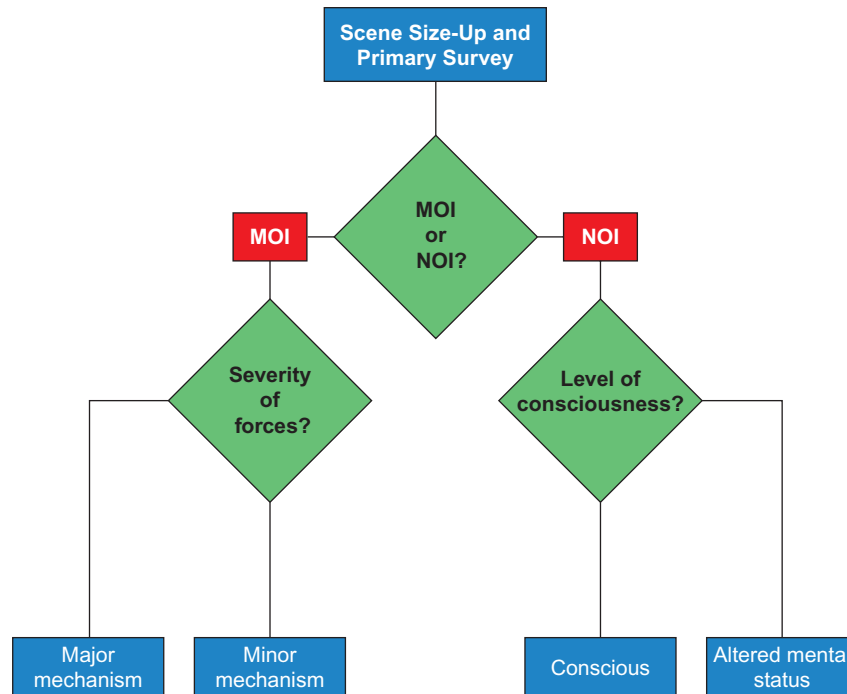 Scene Size-Up and
Primary Survey
MOI
or
NOI?
MOI
NOI
Severity
of
forces?
Level of
consciousness?
Major
mechanism
Minor
mechanism
Conscious
Altered menta
status